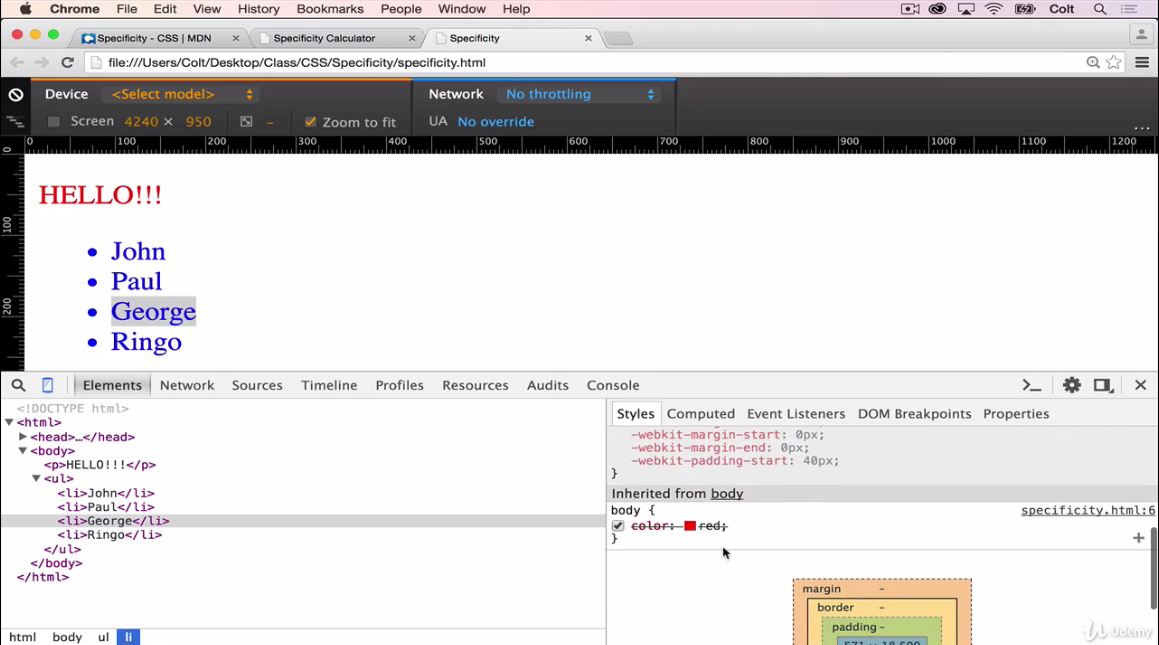 Chrome File Edit View History Bookmarks People Window Help Colt
Specificity - CSS | MDN × Specificity Calculator × Specificity ×
file:///Users/Colt/Desktop/Class/CSS/Specificity/specificity.html
Device <Select model> Network No throttling
Screen 4240 × 950 – Zoom to fit UA No override ...
0 100 200 300 400 500 600 700 800 900 1000 1100 1200
0
100
200
HELLO!!!
• John
• Paul
• George
• Ringo
Elements Network Sources Timeline Profiles Resources Audits Console
<!DOCTYPE html>
<html>
<head>…</head>
<body>
<p>HELLO!!!</p>
<ul>
<li>John</li>
<li>Paul</li>
<li>George</li>
<li>Ringo</li>
</ul>
</body>
</html>
html body ul li
Styles Computed Event Listeners DOM Breakpoints Properties
-webkit-margin-start: 0px;
-webkit-margin-end: 0px;
-webkit-padding-start: 40px;
}
Inherited from body
body { specificity.html:6
color: red;
}
margin –
border –
padding –
Udemy